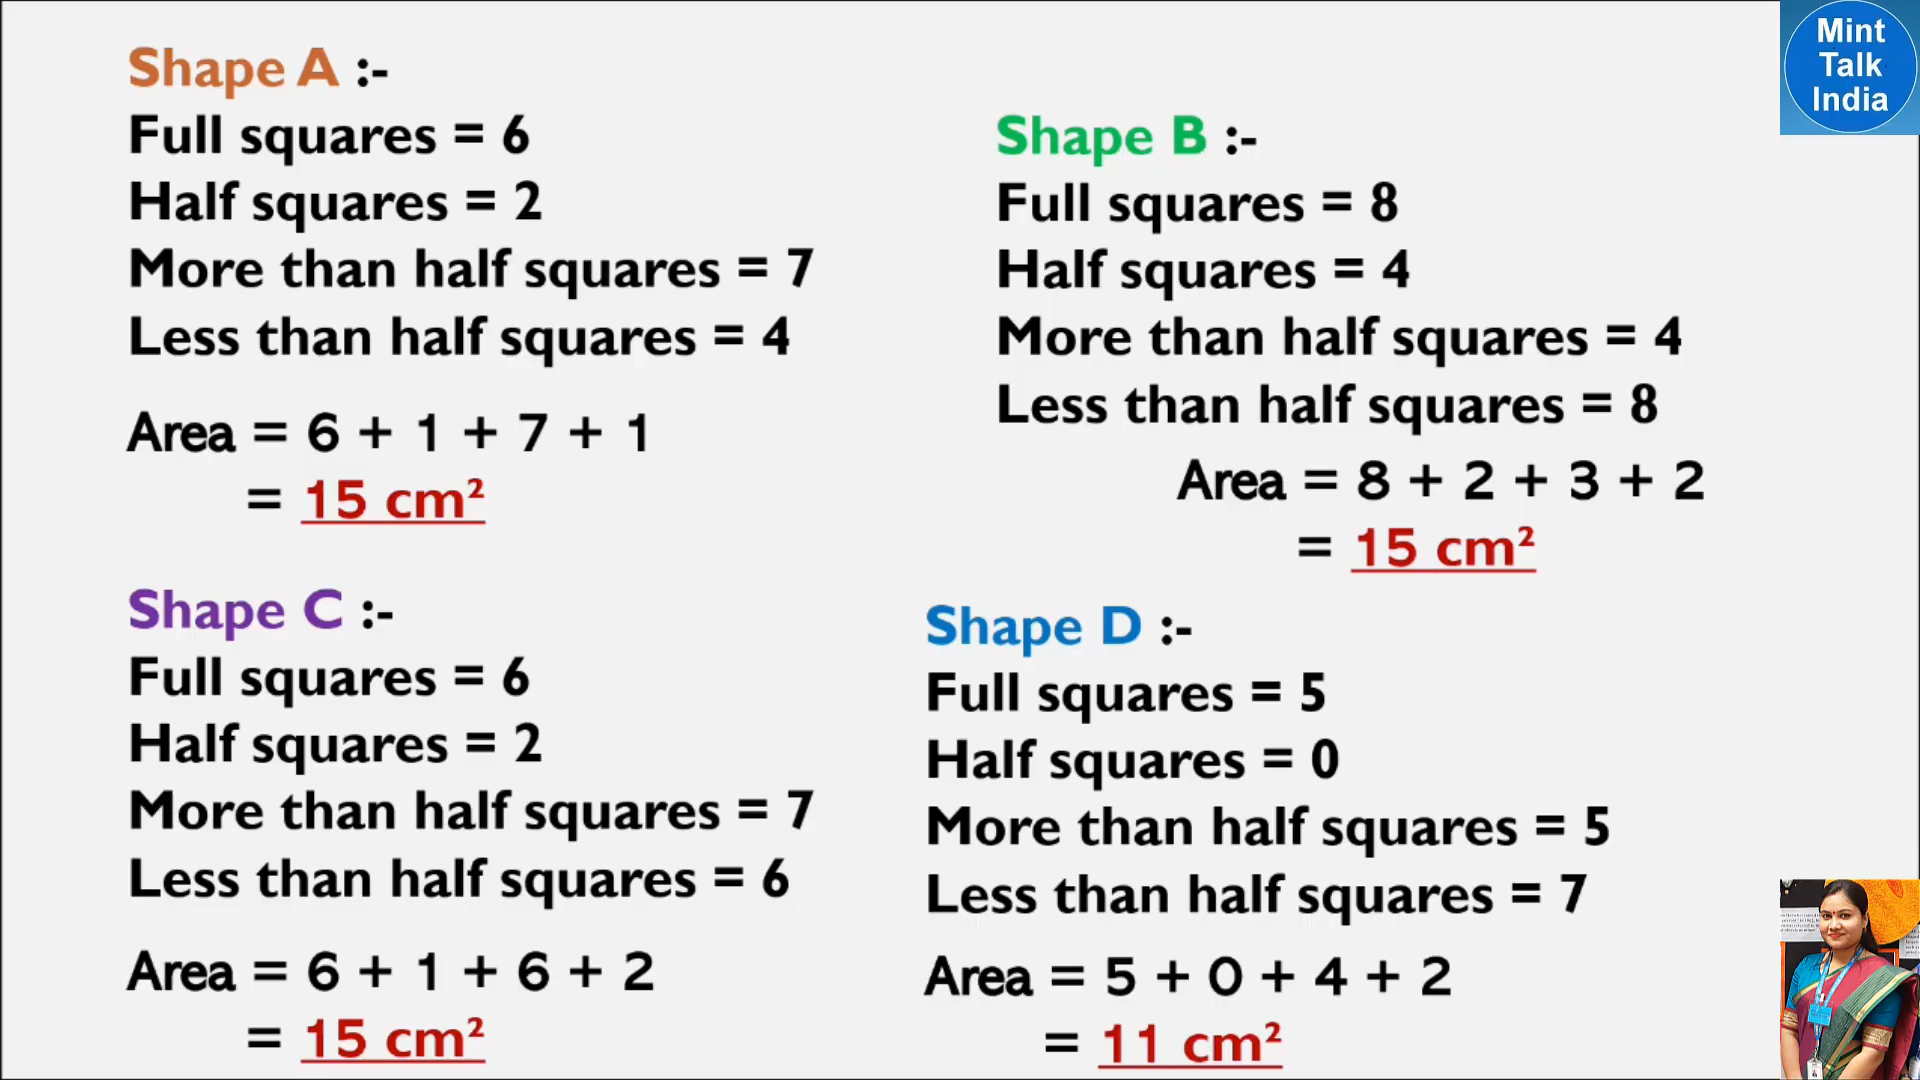 Shape A :-
Full squares = 6
Half squares = 2
More than half squares = 7
Less than half squares = 4
Area = 6 + 1 + 7 + 1
= 15 cm²
Shape B :-
Full squares = 8
Half squares = 4
More than half squares = 4
Less than half squares = 8
Area = 8 + 2 + 3 + 2
= 15 cm²
Shape C :-
Full squares = 6
Half squares = 2
More than half squares = 7
Less than half squares = 6
Area = 6 + 1 + 6 + 2
= 15 cm²
Shape D :-
Full squares = 5
Half squares = 0
More than half squares = 5
Less than half squares = 7
Area = 5 + 0 + 4 + 2
= 11 cm²
Mint
Talk
India